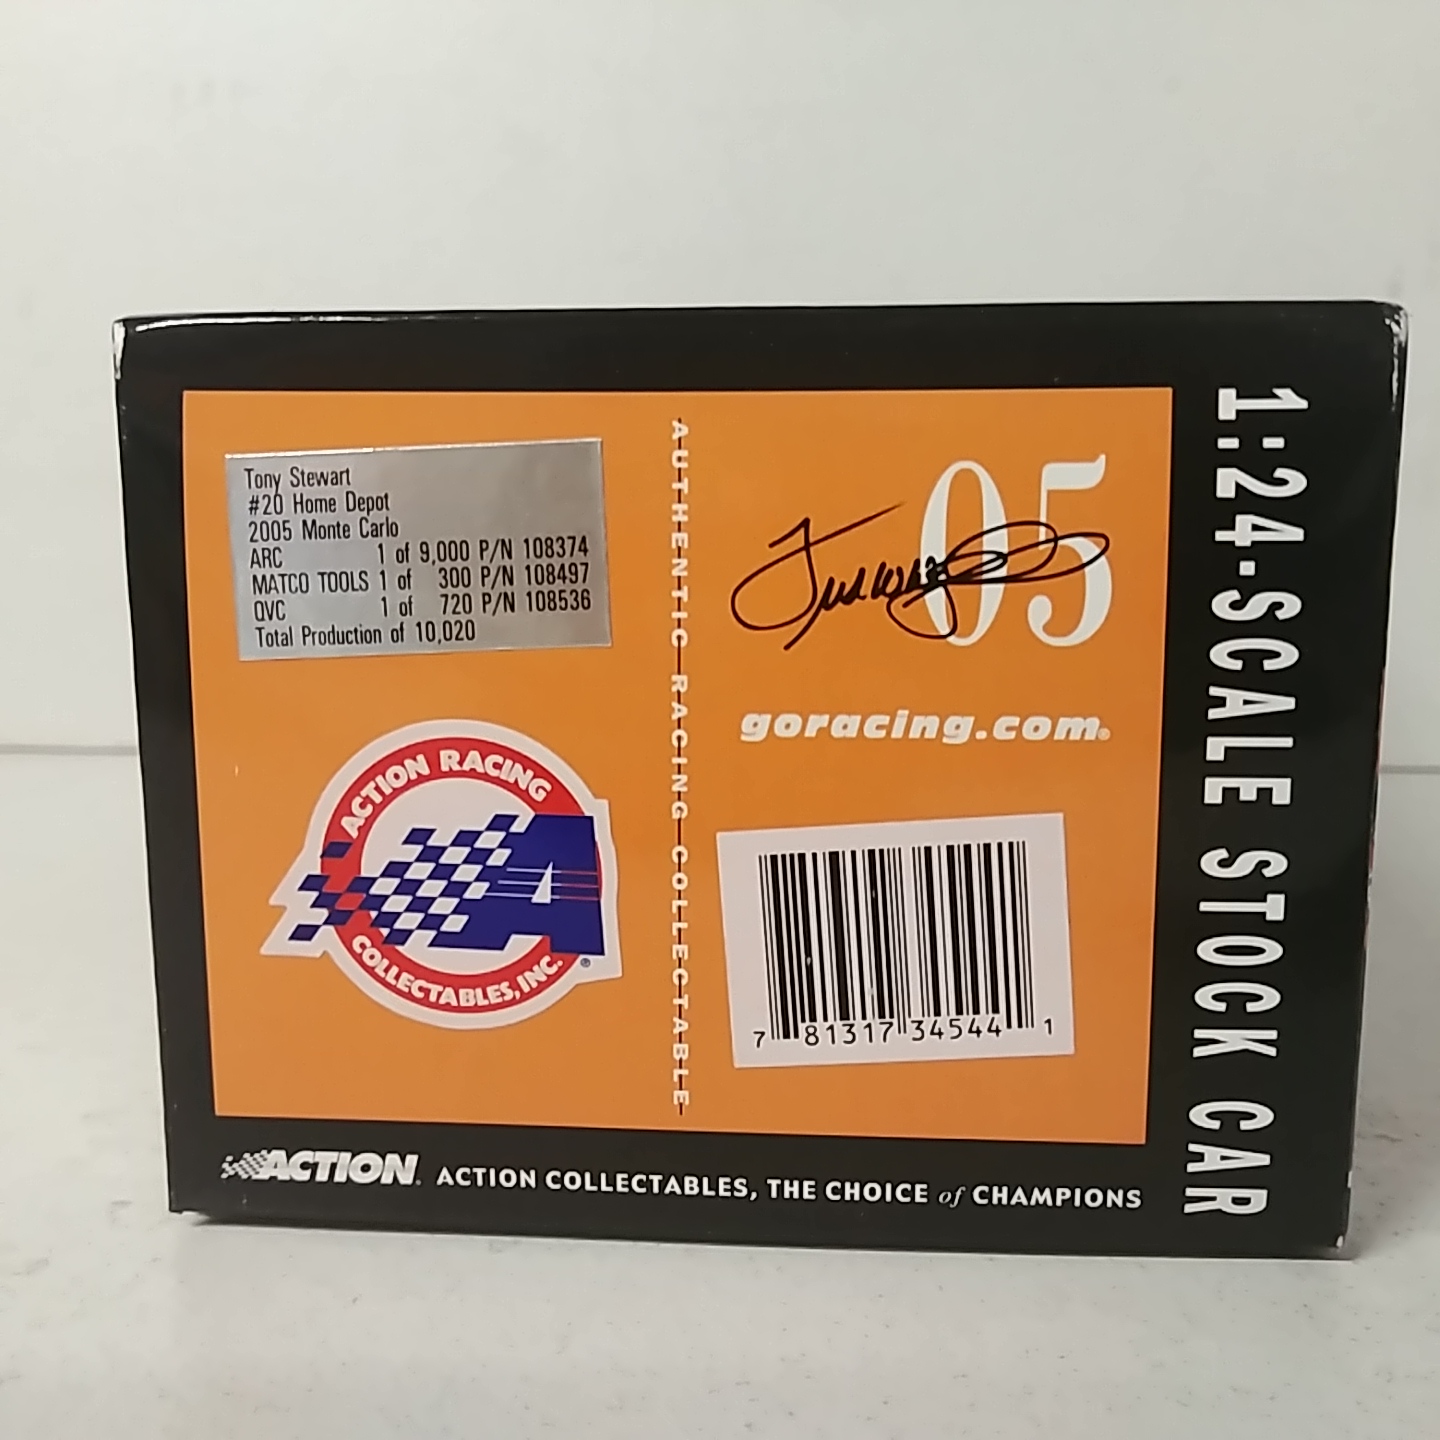 Tony Stewart
#20 Home Depot
2005 Monte Carlo
ARC 1 of 9,000 P/N 108374
MATCO TOOLS 1 of 300 P/N 108497
QVC 1 of 720 P/N 108536
Total Production of 10,020
ACTION RACING
COLLECTABLES, INC.®
AUTHENTIC RACING COLLECTABLE
05
goracing.com®
7 81317 34544 1
1:24-SCALE STOCK CAR
ACTION. ACTION COLLECTABLES, THE CHOICE of CHAMPIONS